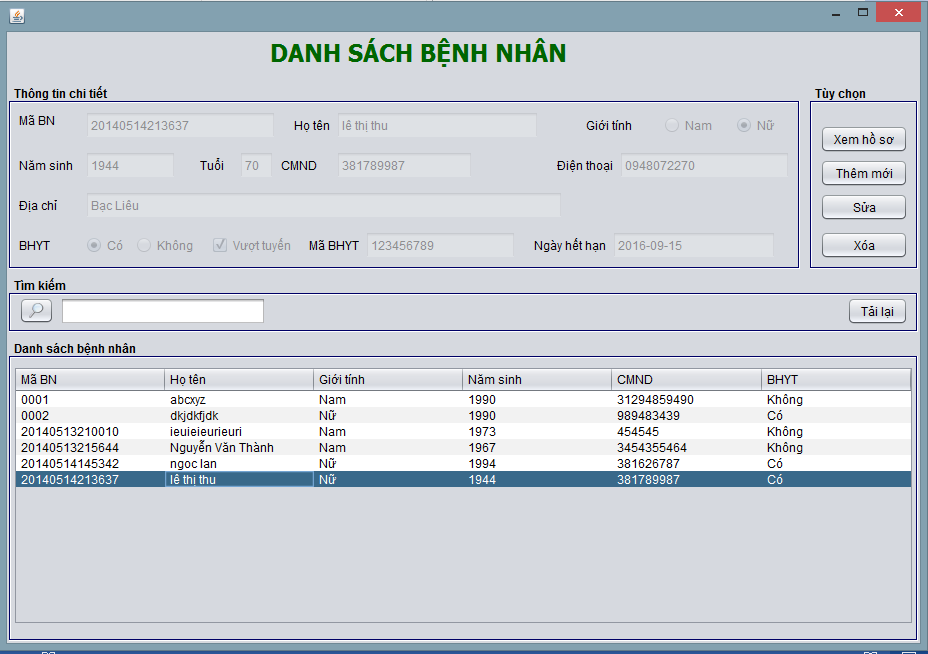 DANH SÁCH BỆNH NHÂN
Thông tin chi tiết
Tùy chọn
Mã BN 20140514213637 Họ tên lê thị thu Giới tính Nam Nữ
Xem hồ sơ
Năm sinh 1944 Tuổi 70 CMND 381789987 Điện thoại 0948072270
Thêm mới
Địa chỉ Bạc Liêu
Sửa
BHYT Có Không Vượt tuyến Mã BHYT 123456789 Ngày hết hạn 2016-09-15
Xóa
Tìm kiếm
Tải lại
Danh sách bệnh nhân
Mã BN Họ tên Giới tính Năm sinh CMND BHYT
0001 abcxyz Nam 1990 31294859490 Không
0002 dkjdkfjdk Nữ 1990 989483439 Có
20140513210010 ieuieieurieuri Nam 1973 454545 Không
20140513215644 Nguyễn Văn Thành Nam 1967 3454355464 Không
20140514145342 ngoc lan Nữ 1994 381626787 Có
20140514213637 lê thị thu Nữ 1944 381789987 Có